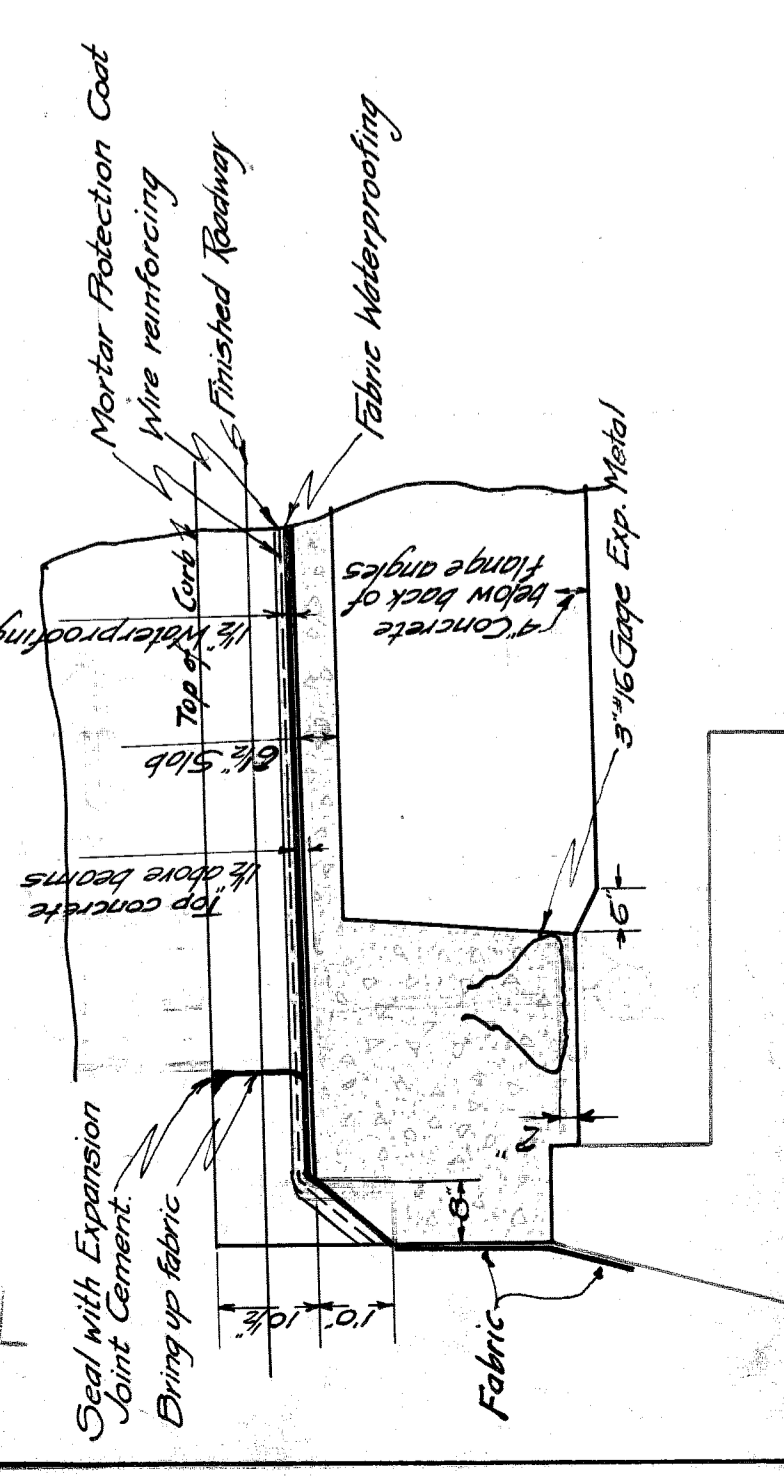 Seal with Expansion
Joint Cement.
Bring up fabric
Mortar Protection Coat
Wire reinforcing
Finished Roadway
Fabric Waterproofing
Top of Curb
1½" Waterproofing
6½" Slab
Top concrete
1½" above beams
4" Concrete
below back of
flange angles
3" #16 Gage Exp. Metal
6"
2"
8"
10½"
1'0"
Fabric